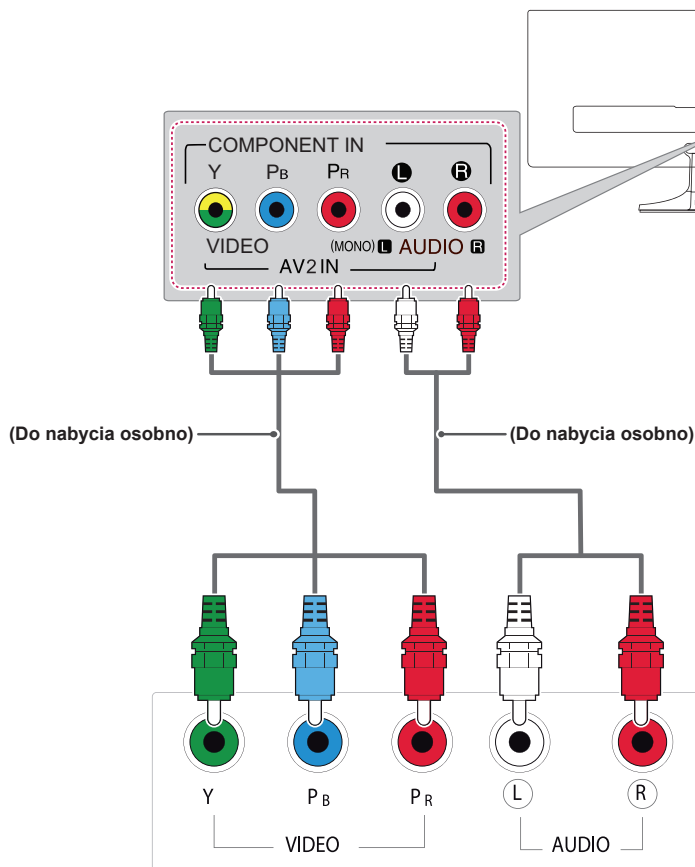 COMPONENT IN
Y PB PR L R
VIDEO (MONO) L AUDIO R
AV2 IN
(Do nabycia osobno) (Do nabycia osobno)
Y PB PR L R
VIDEO AUDIO